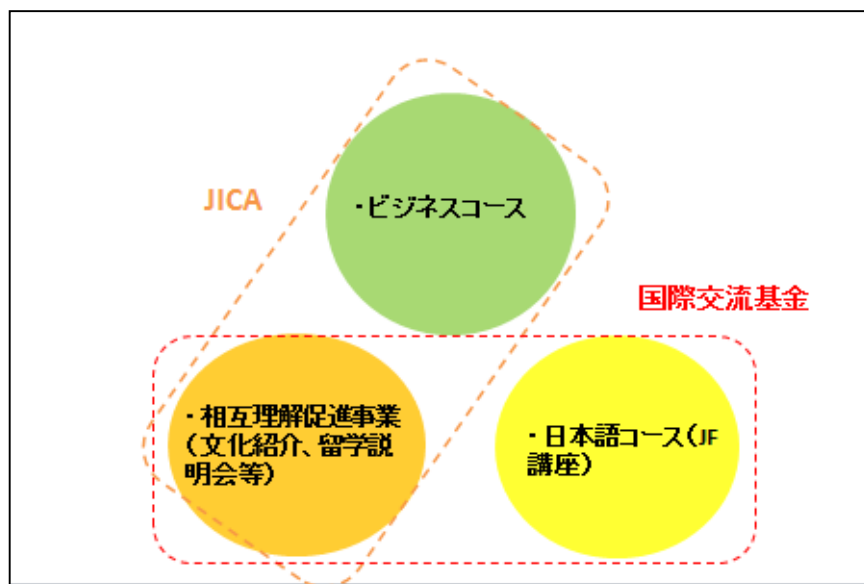 JICA
・ビジネスコース
国際交流基金
・相互理解促進事業
（文化紹介、留学説
明会等）
・日本語コース（JF
講座）